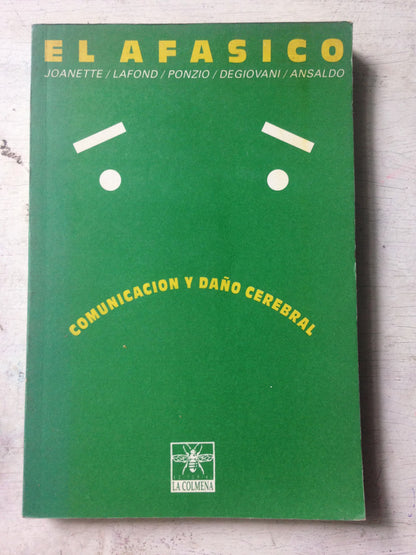 EL AFASICO
JOANETTE / LAFOND / PONZIO / DEGIOVANI / ANSALDO
COMUNICACION Y DAÑO CEREBRAL
LA COLMENA